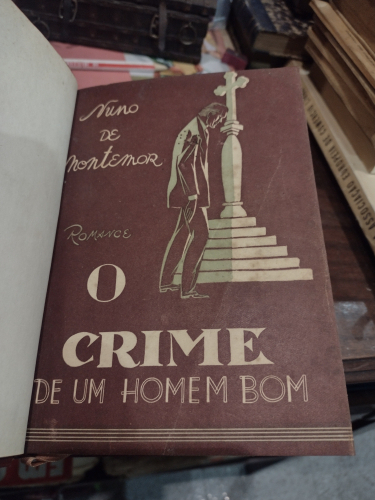 Nuno
DE
Montemor
ROMANCE
O
CRIME
DE UM HOMEM BOM